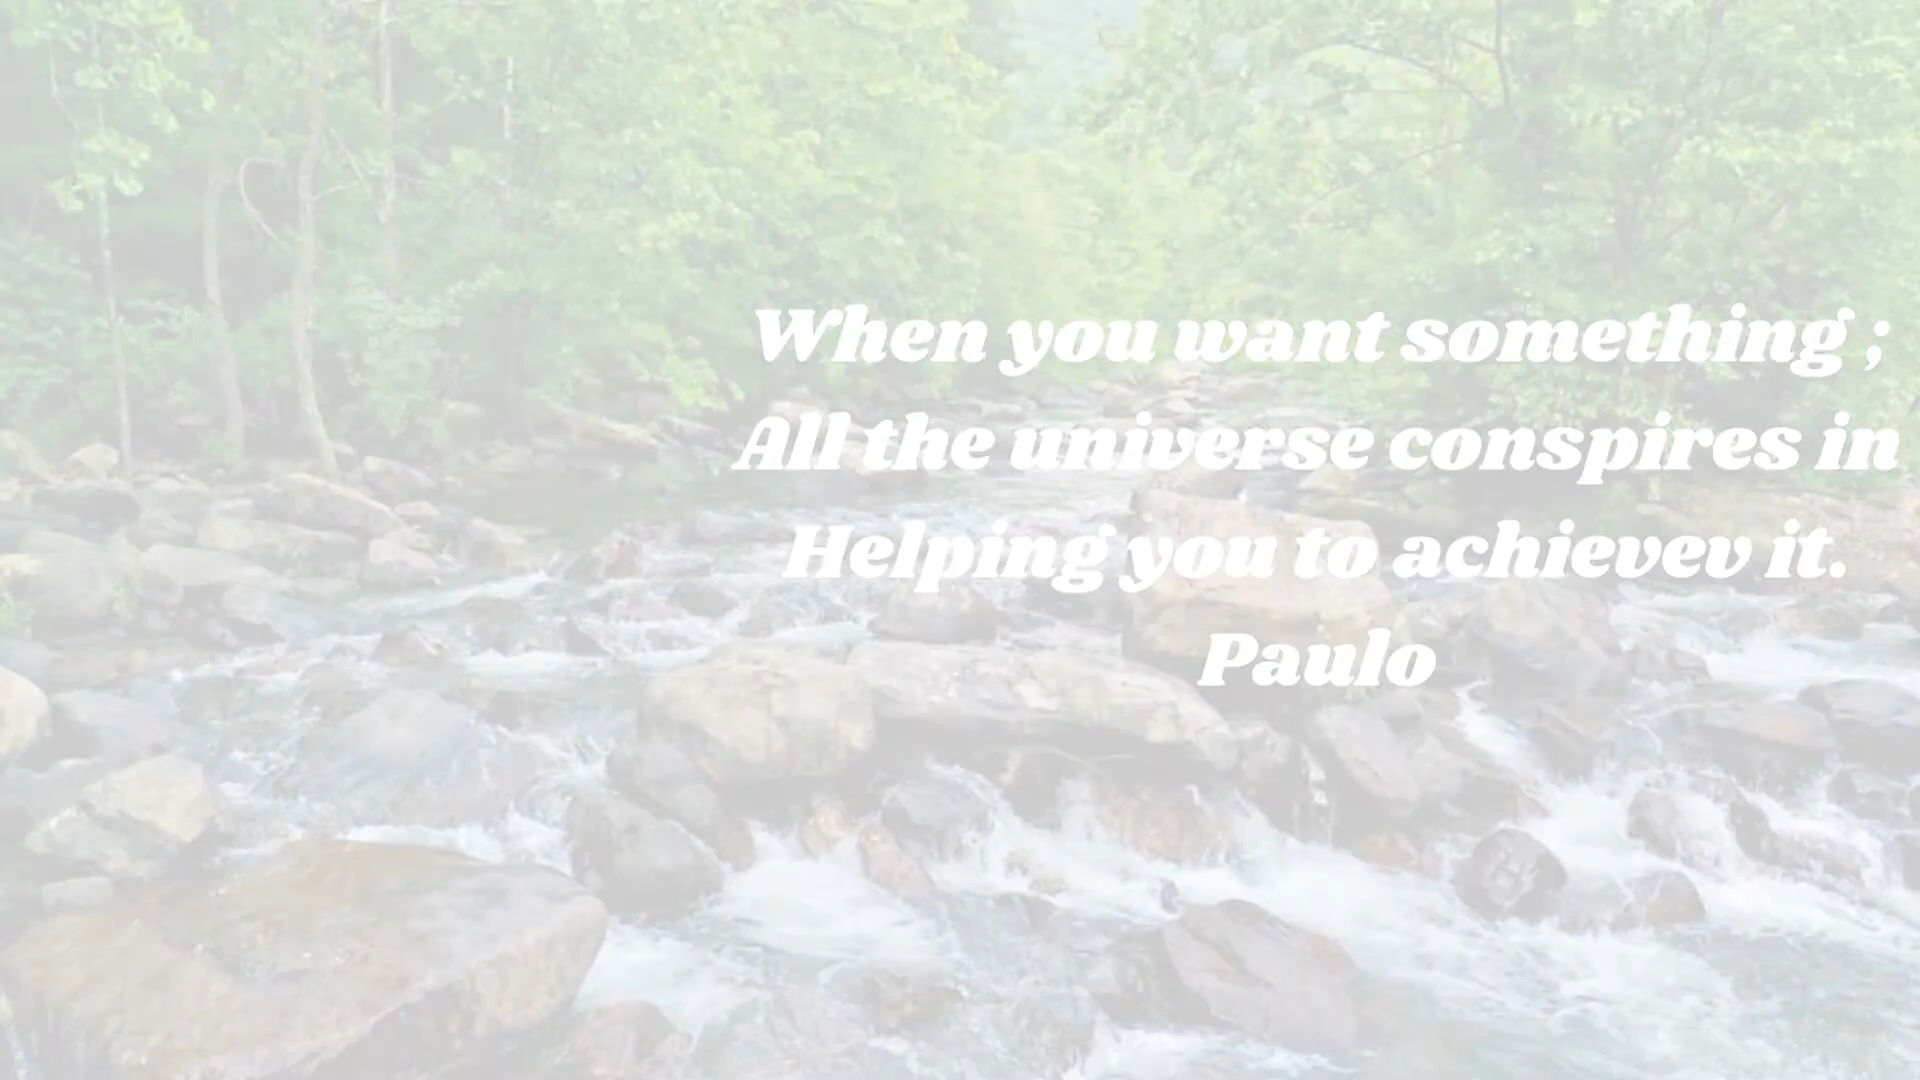 When you want something ;
All the universe conspires in
Helping you to achievev it.
Paulo